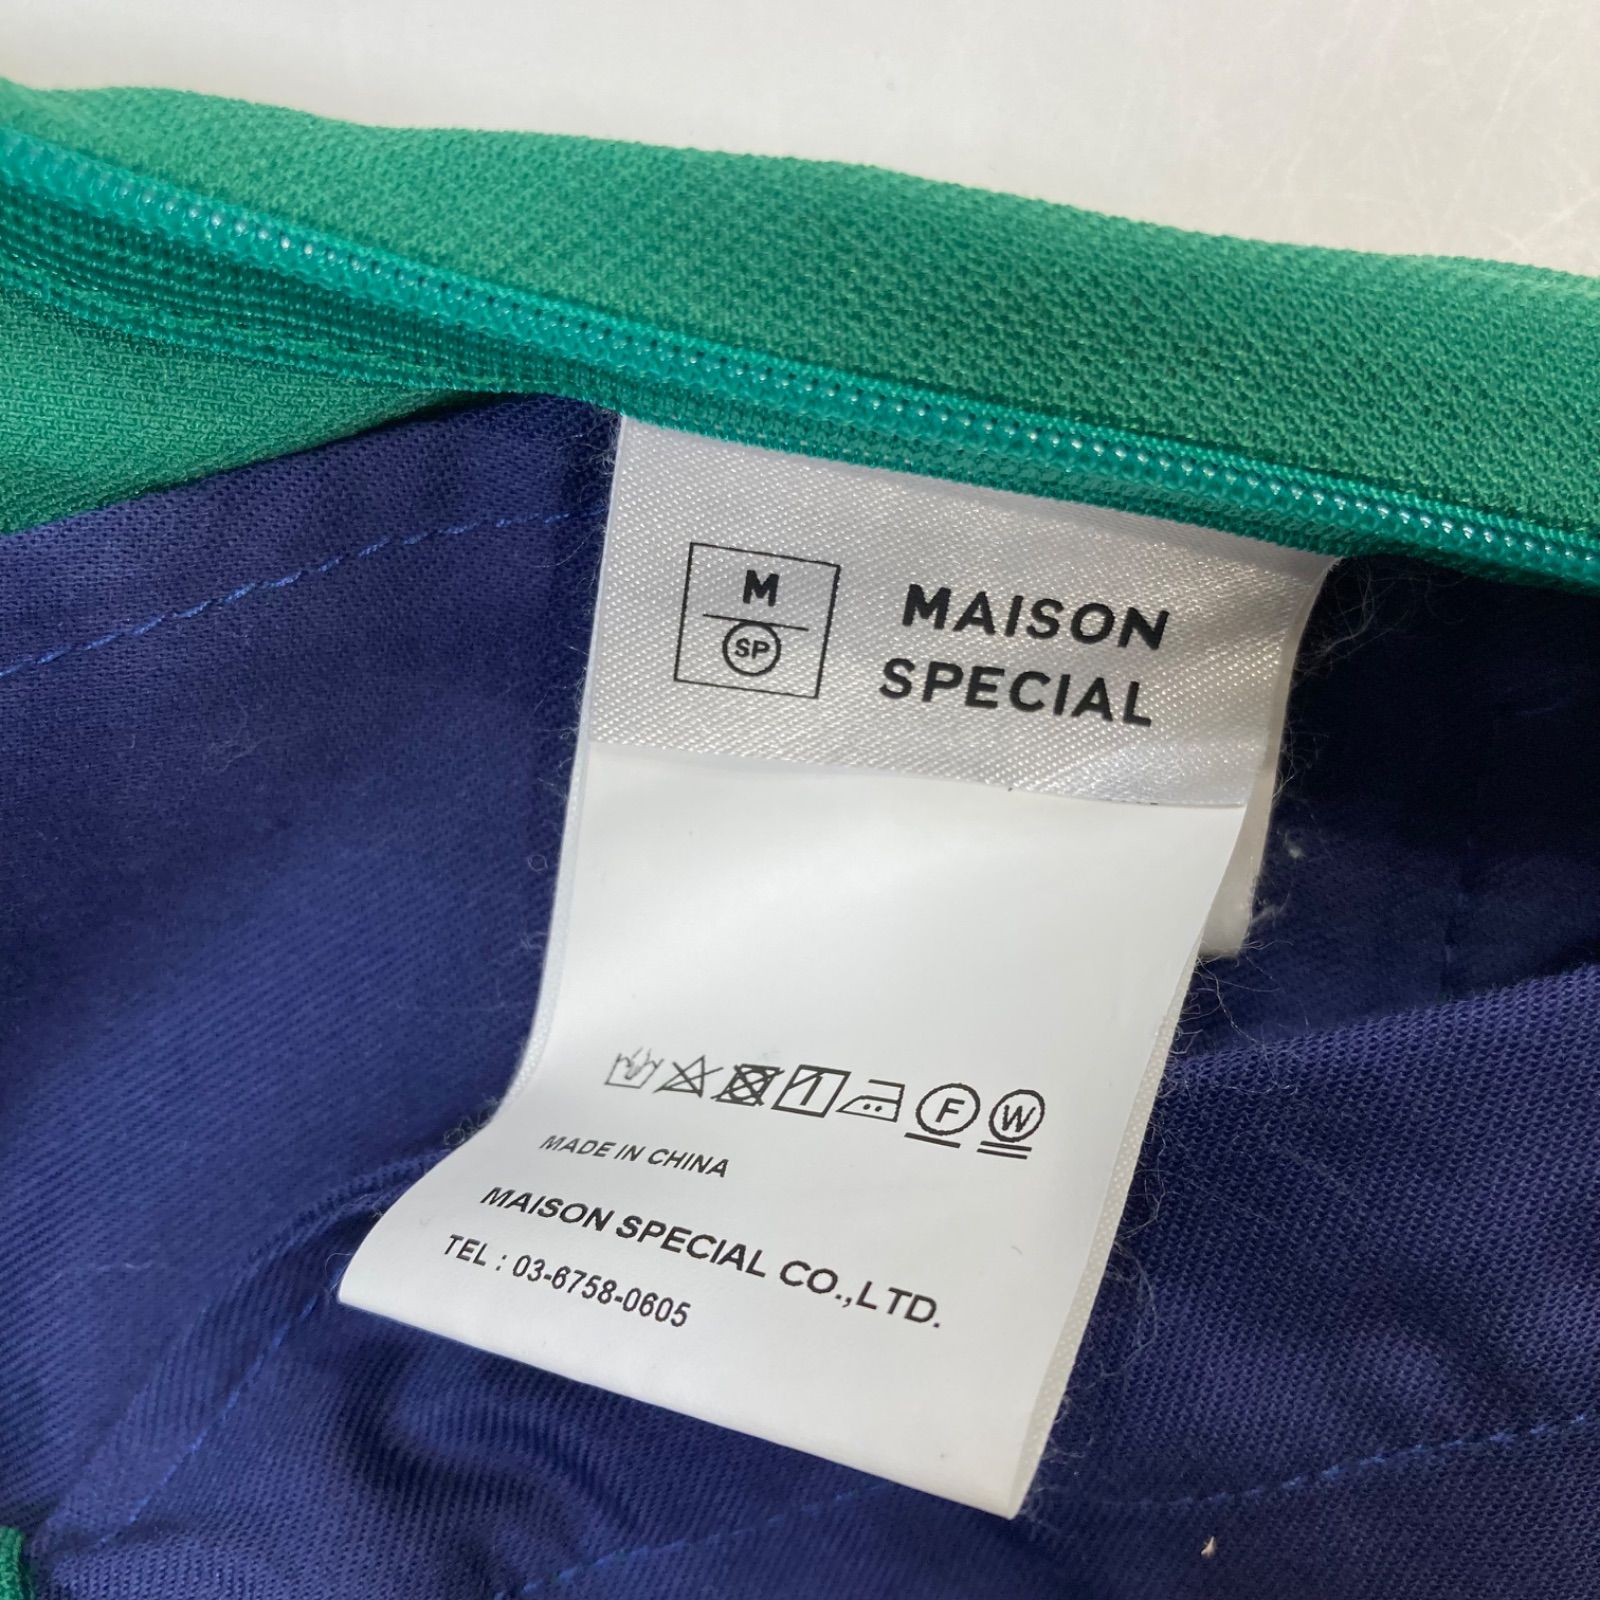 M
SP
MAISON
SPECIAL
F W
MADE IN CHINA
MAISON SPECIAL CO.,LTD.
TEL : 03-6758-0605